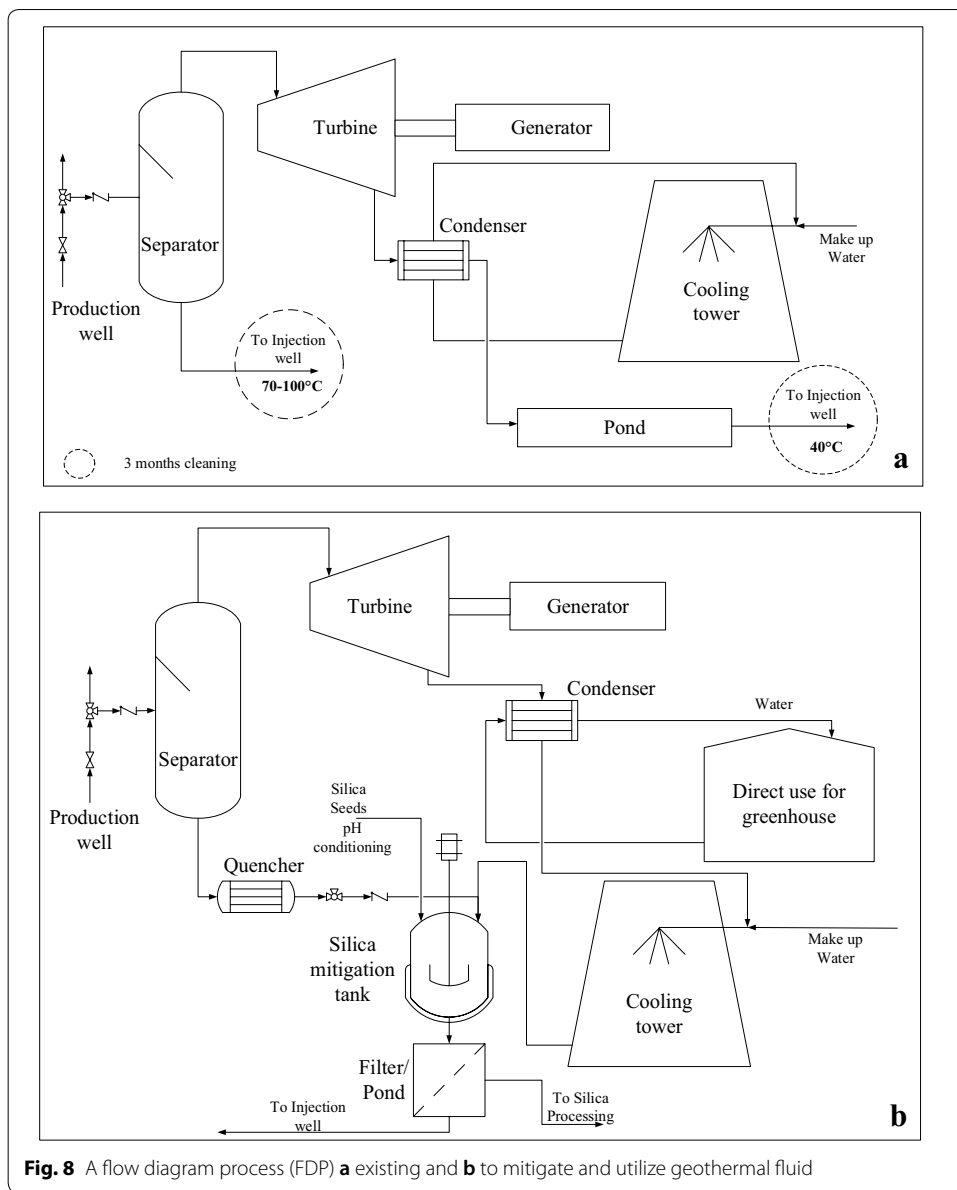 Turbine
Generator
Separator
Condenser
Make up
Water
Cooling
tower
Production
well
To Injection
well
70-100°C
To Injection
well
40°C
Pond
3 months cleaning
a
Turbine
Generator
Condenser
Water
Separator
Direct use for
greenhouse
Production
well
Silica
Seeds
pH
conditioning
Quencher
Silica
mitigation
tank
Make up
Water
Cooling
tower
Filter/
Pond
To Injection
well
To Silica
Processing
b
Fig. 8 A flow diagram process (FDP) a existing and b to mitigate and utilize geothermal fluid